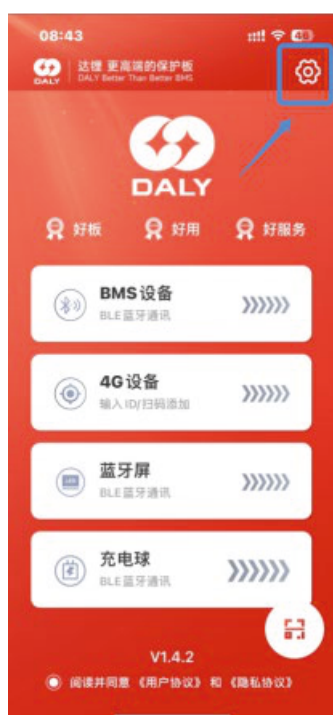 08:43
48
达锂 更高端的保护板
DALY
DALY Better Than Better BMS
DALY
好板 好用 好服务
BMS设备
BLE蓝牙通讯
4G设备
输入ID/扫码添加
蓝牙屏
BLE蓝牙通讯
充电球
BLE蓝牙通讯
V1.4.2
阅读并同意《用户协议》和《隐私协议》